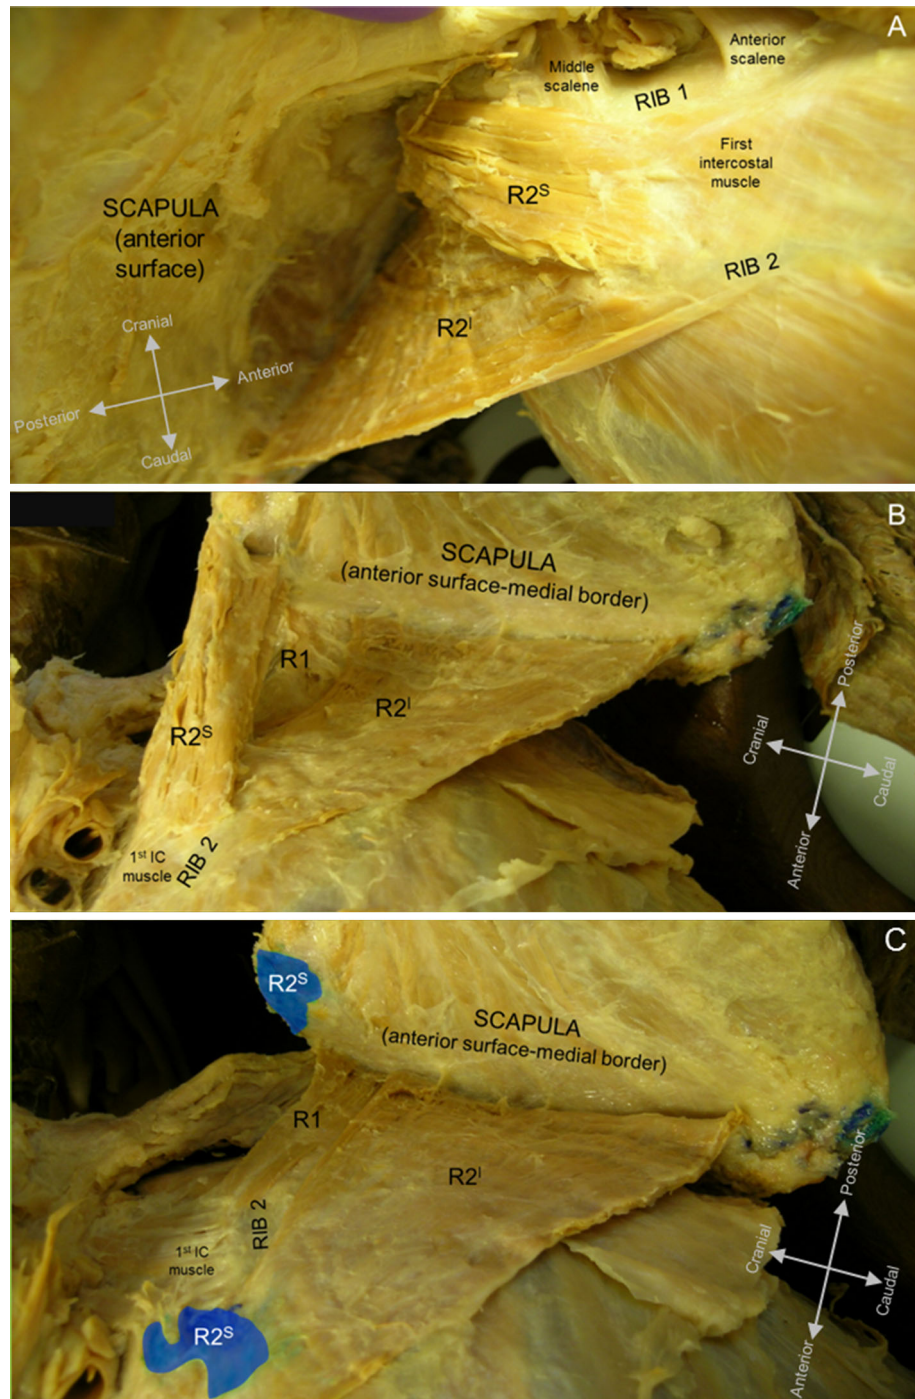 A
Middle
scalene
Anterior
scalene
RIB 1
First
intercostal
muscle
R2ˢ
SCAPULA
(anterior
surface)
RIB 2
R2ᴵ
Cranial
Anterior
Posterior
Caudal
B
SCAPULA
(anterior surface-medial border)
R1
R2ᴵ
R2ˢ
1ˢᵗ IC
muscle
RIB 2
Posterior
Cranial
Caudal
Anterior
C
R2ˢ
SCAPULA
(anterior surface-medial border)
R1
R2ᴵ
RIB 2
1ˢᵗ IC
muscle
R2ˢ
Posterior
Cranial
Caudal
Anterior